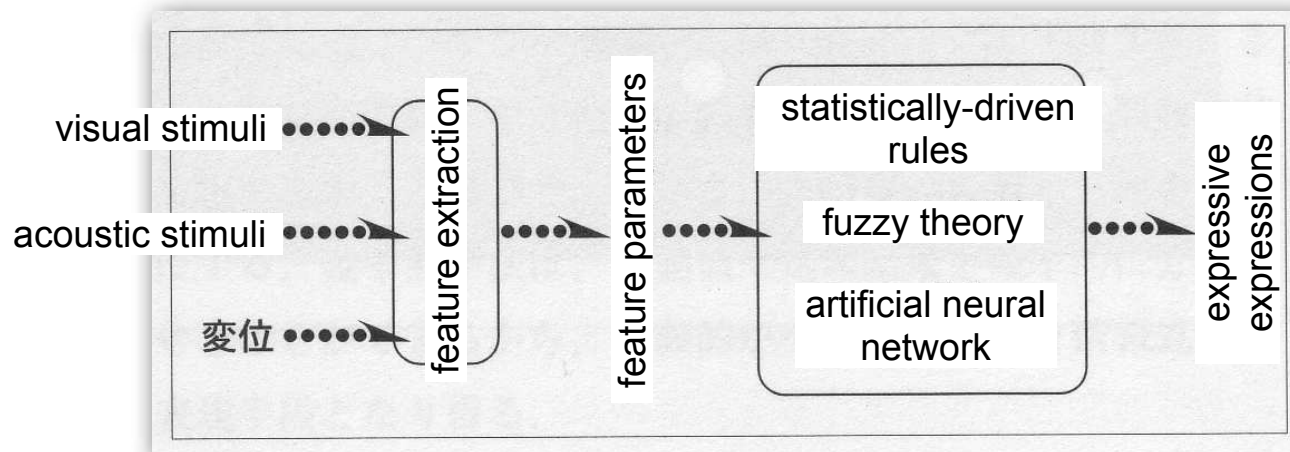 visual stimuli
acoustic stimuli
変位
feature extraction
feature parameters
statistically-driven
rules
fuzzy theory
artificial neural
network
expressive
expressions